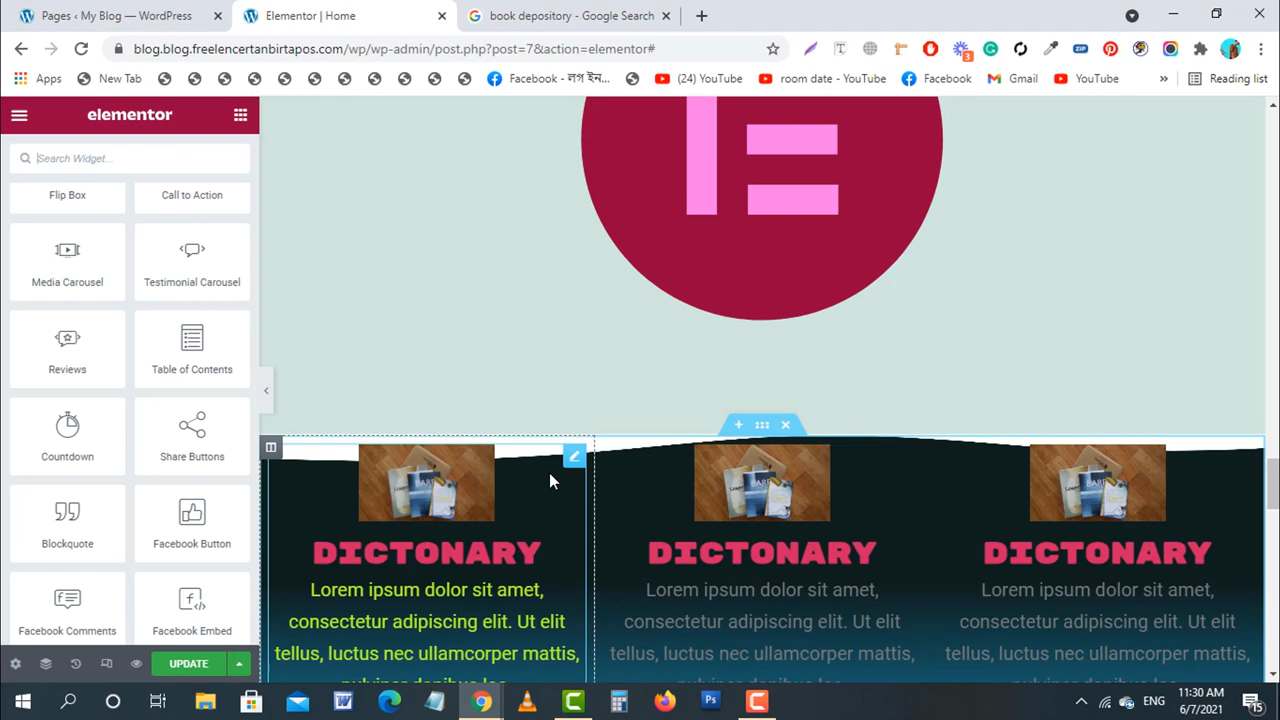 Pages ‹ My Blog — WordPress
Elementor | Home
book depository - Google Search
blog.blog.freelencertanbirtapos.com/wp/wp-admin/post.php?post=7&action=elementor#
3
Apps
New Tab
Facebook - লগ ইন...
(24) YouTube
room date - YouTube
Facebook
Gmail
YouTube
»
Reading list
elementor
Search Widget...
Flip Box
Call to Action
Media Carousel
Testimonial Carousel
Reviews
Table of Contents
Countdown
Share Buttons
Blockquote
Facebook Button
Facebook Comments
Facebook Embed
UPDATE
DICTONARY
Lorem ipsum dolor sit amet,
consectetur adipiscing elit. Ut elit
tellus, luctus nec ullamcorper mattis,
pulvinar dapibus leo.
DICTONARY
Lorem ipsum dolor sit amet,
consectetur adipiscing elit. Ut elit
tellus, luctus nec ullamcorper mattis,
DICTONARY
Lorem ipsum dolor sit amet,
consectetur adipiscing elit. Ut elit
tellus, luctus nec ullamcorper mattis,
ENG
11:30 AM
6/7/2021
15